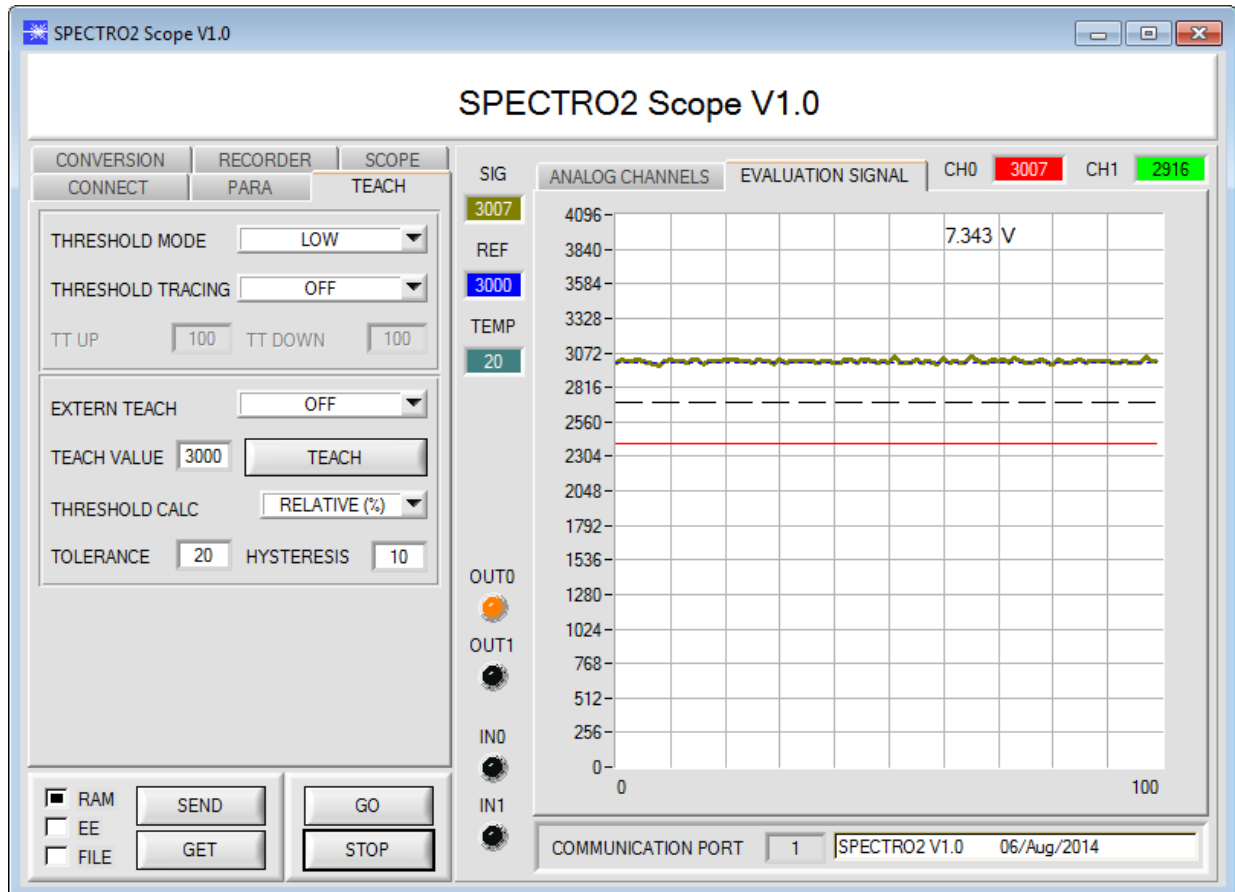 SPECTRO2 Scope V1.0
SPECTRO2 Scope V1.0
CONVERSION RECORDER SCOPE
CONNECT PARA TEACH
THRESHOLD MODE LOW
THRESHOLD TRACING OFF
TT UP 100 TT DOWN 100
EXTERN TEACH OFF
TEACH VALUE 3000 TEACH
THRESHOLD CALC RELATIVE (%)
TOLERANCE 20 HYSTERESIS 10
RAM
EE
FILE
SEND
GET
GO
STOP
SIG
3007
REF
3000
TEMP
20
OUT0
OUT1
IN0
IN1
ANALOG CHANNELS EVALUATION SIGNAL CH0 3007 CH1 2916
7.343 V
4096
3840
3584
3328
3072
2816
2560
2304
2048
1792
1536
1280
1024
768
512
256
0
0 100
COMMUNICATION PORT 1 SPECTRO2 V1.0 06/Aug/2014